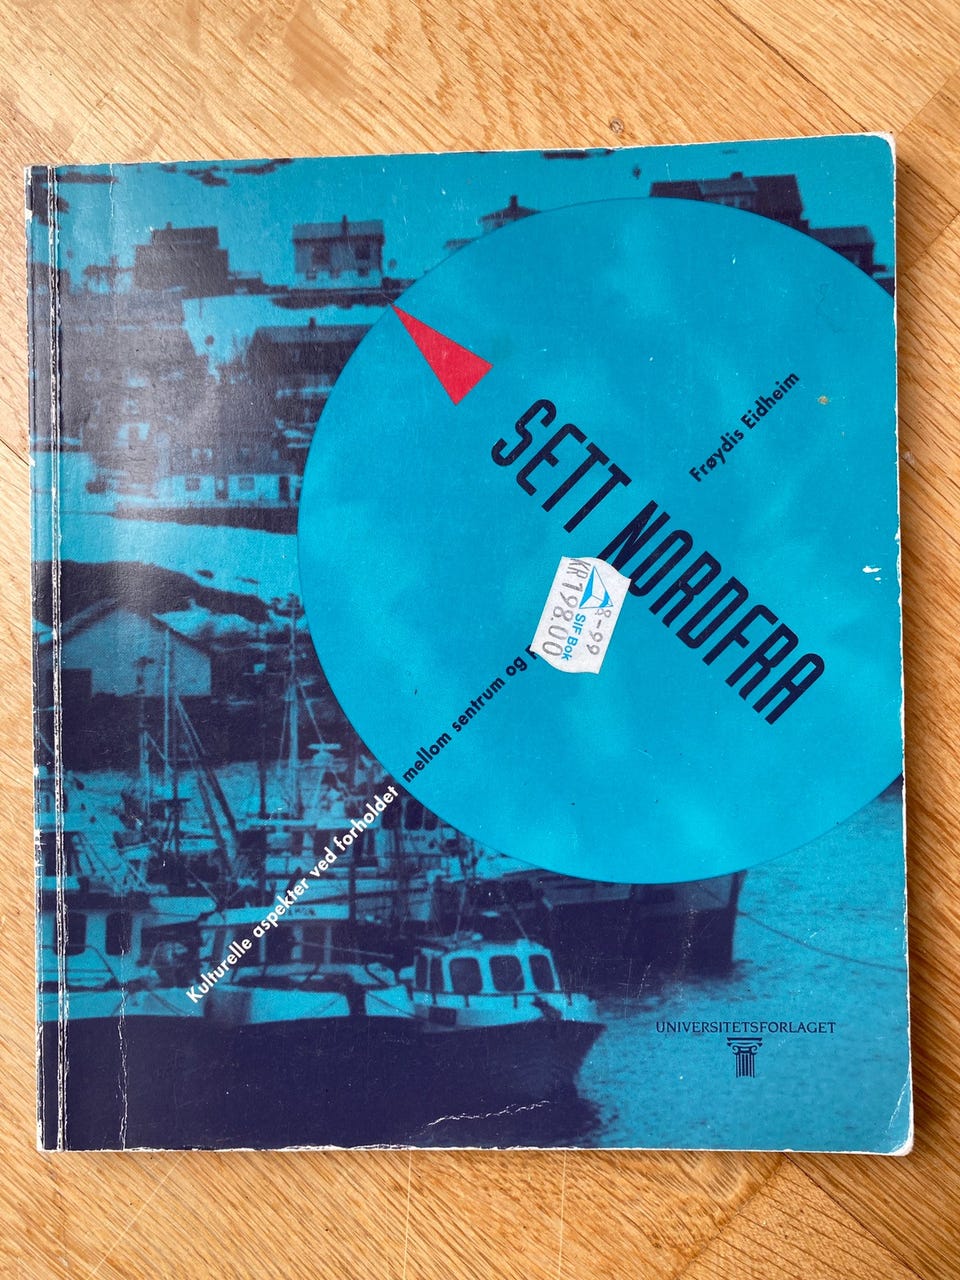 Frøydis Eidheim
SETT NORDFRA
Kulturelle aspekter ved forholdet mellom sentrum og
KR 198.00
SIF Bok
8-99
UNIVERSITETSFORLAGET